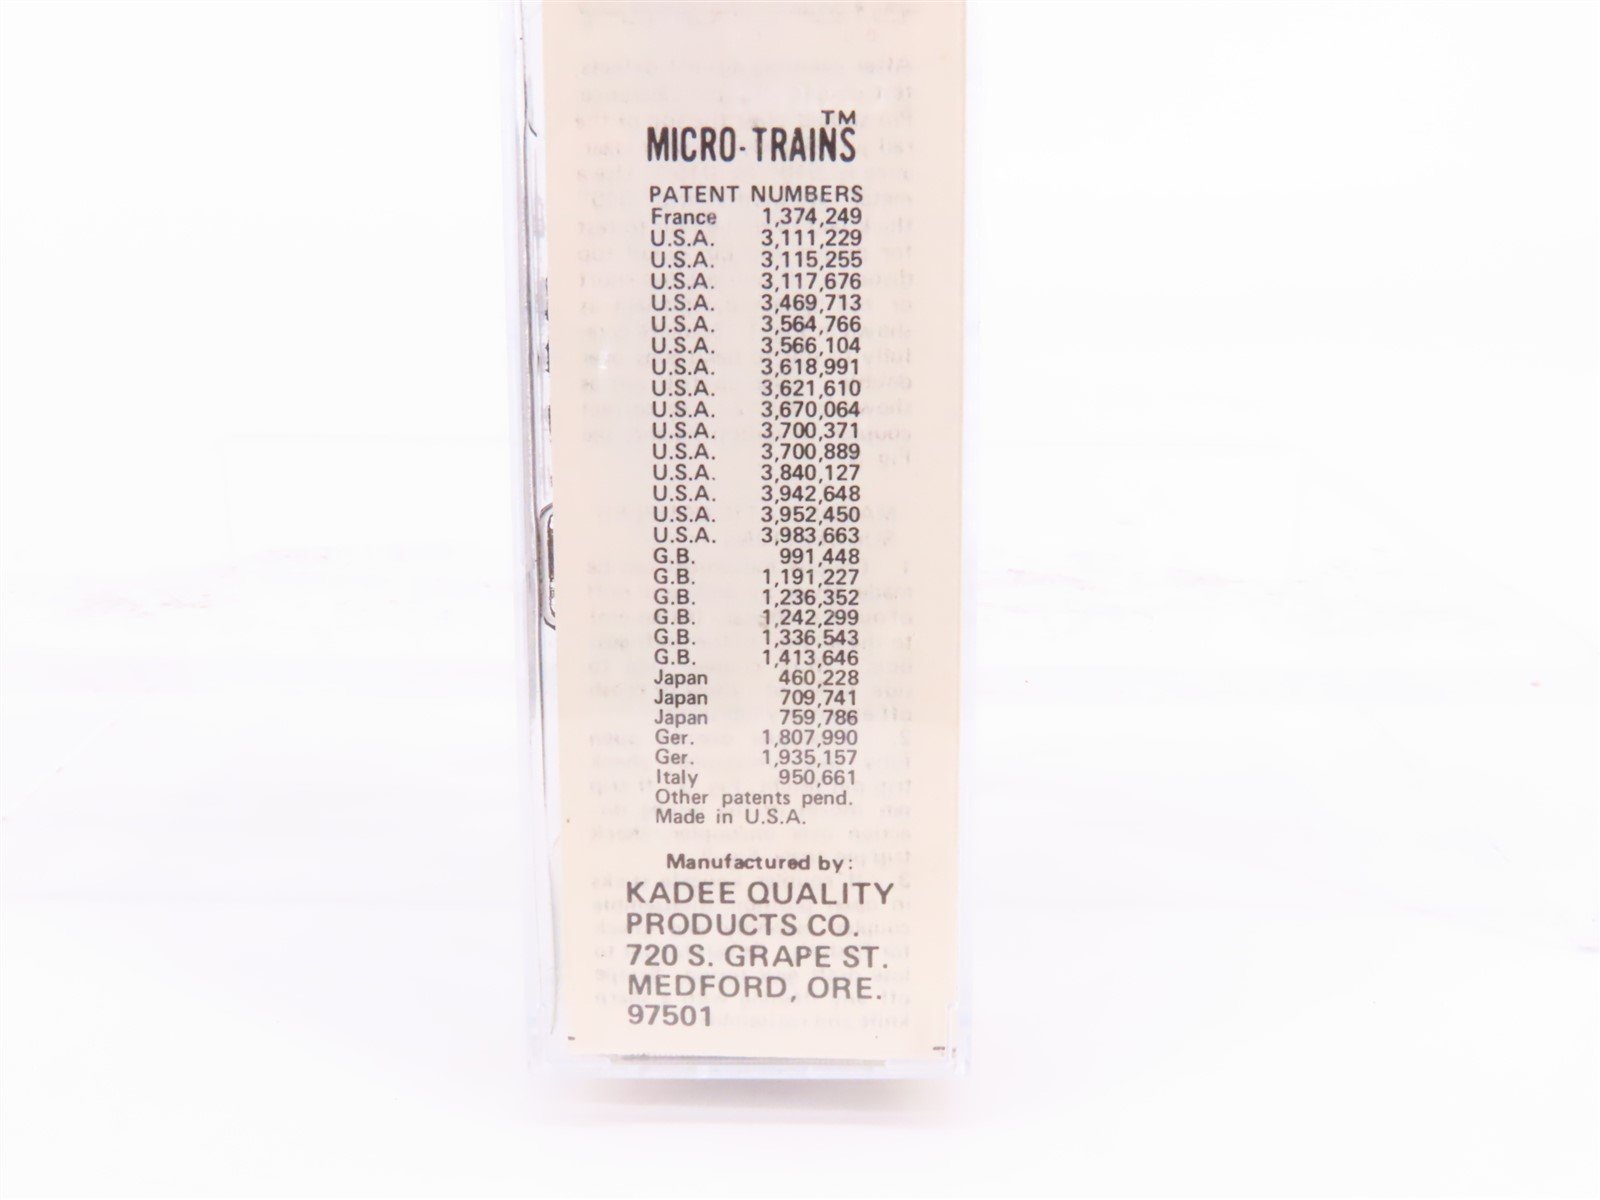 MICRO-TRAINS™
PATENT NUMBERS
France 1,374,249
U.S.A. 3,111,229
U.S.A. 3,115,255
U.S.A. 3,117,676
U.S.A. 3,469,713
U.S.A. 3,564,766
U.S.A. 3,566,104
U.S.A. 3,618,991
U.S.A. 3,621,610
U.S.A. 3,670,064
U.S.A. 3,700,371
U.S.A. 3,700,889
U.S.A. 3,840,127
U.S.A. 3,942,648
U.S.A. 3,952,450
U.S.A. 3,983,663
G.B. 991,448
G.B. 1,191,227
G.B. 1,236,352
G.B. 1,242,299
G.B. 1,336,543
G.B. 1,413,646
Japan 460,228
Japan 709,741
Japan 759,786
Ger. 1,807,990
Ger. 1,935,157
Italy 950,661
Other patents pend.
Made in U.S.A.
Manufactured by:
KADEE QUALITY
PRODUCTS CO.
720 S. GRAPE ST.
MEDFORD, ORE.
97501